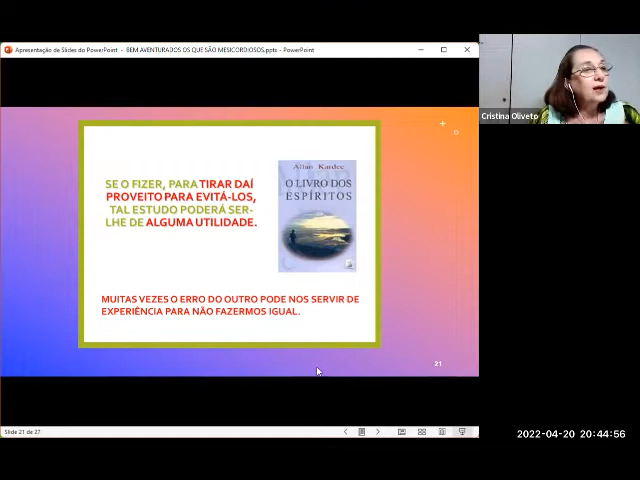 Apresentação de Slides do PowerPoint - BEM AVENTURADOS OS QUE SÃO MESICORDIOSOS.pptx - PowerPoint
Cristina Oliveto
SE O FIZER, PARA TIRAR DAÍ
PROVEITO PARA EVITÁ-LOS,
TAL ESTUDO PODERÁ SER-
LHE DE ALGUMA UTILIDADE.
Allan Kardec
O LIVRO DOS
ESPÍRITOS
MUITAS VEZES O ERRO DO OUTRO PODE NOS SERVIR DE
EXPERIÊNCIA PARA NÃO FAZERMOS IGUAL.
21
Slide 21 de 27
2022-04-20 20:44:56